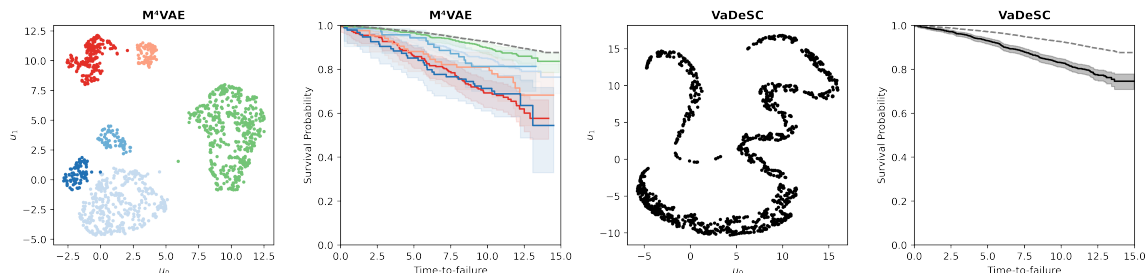 M⁴VAE
12.5
10.0
7.5
5.0
2.5
0.0
−2.5
−5.0
u₁
−2.5 0.0 2.5 5.0 7.5 10.0 12.5
u₀
M⁴VAE
1.0
0.8
0.6
0.4
0.2
0.0
Survival Probability
0.0 2.5 5.0 7.5 10.0 12.5 15.0
Time-to-failure
VaDeSC
15
10
5
0
−5
−10
u₁
−5 0 5 10 15
u₀
VaDeSC
1.0
0.8
0.6
0.4
0.2
0.0
Survival Probability
0.0 2.5 5.0 7.5 10.0 12.5 15.0
Time-to-failure